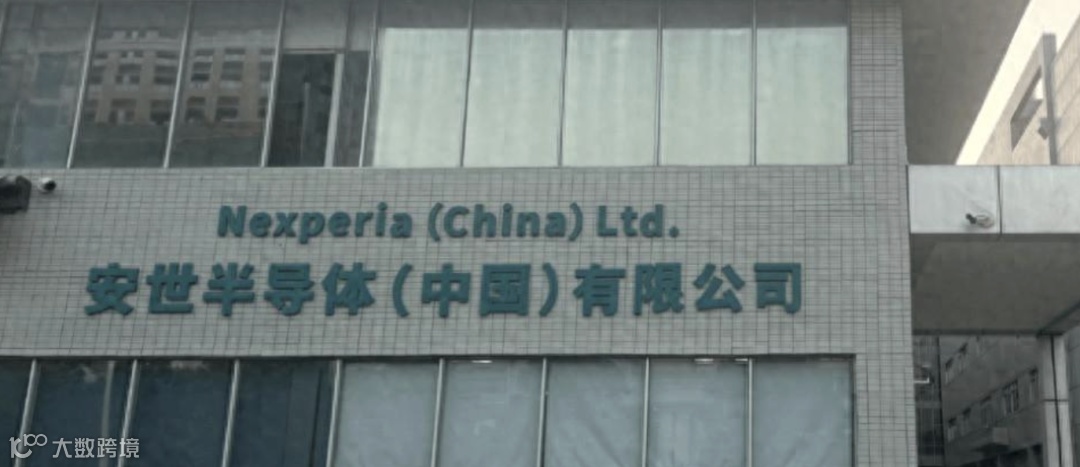 Nexperia (China) Ltd.
安世半导体(中国)有限公司
大数跨境